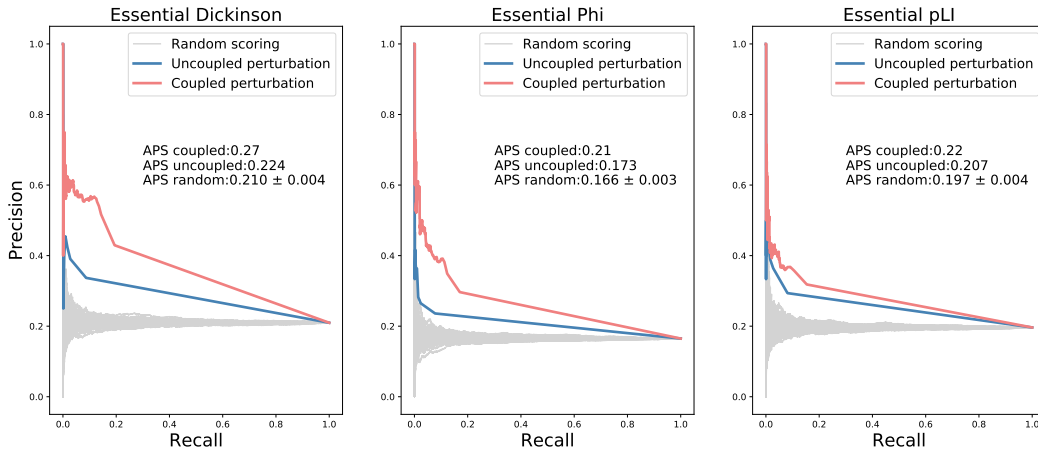 Essential Dickinson
Random scoring
Uncoupled perturbation
Coupled perturbation
APS coupled:0.27
APS uncoupled:0.224
APS random:0.210 ± 0.004
Precision
1.0
0.8
0.6
0.4
0.2
0.0
0.0 0.2 0.4 0.6 0.8 1.0
Recall
Essential Phi
Random scoring
Uncoupled perturbation
Coupled perturbation
APS coupled:0.21
APS uncoupled:0.173
APS random:0.166 ± 0.003
1.0
0.8
0.6
0.4
0.2
0.0
0.0 0.2 0.4 0.6 0.8 1.0
Recall
Essential pLI
Random scoring
Uncoupled perturbation
Coupled perturbation
APS coupled:0.22
APS uncoupled:0.207
APS random:0.197 ± 0.004
1.0
0.8
0.6
0.4
0.2
0.0
0.0 0.2 0.4 0.6 0.8 1.0
Recall